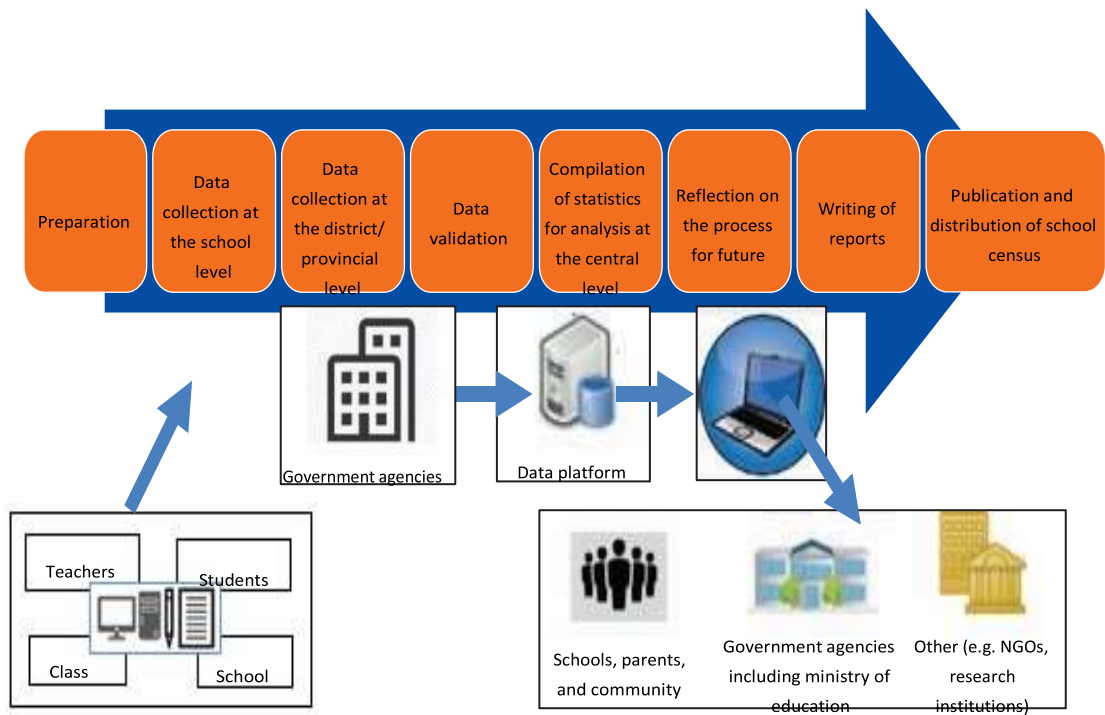 Preparation
Data
collection at
the school
level
Data
collection at
the district/
provincial
level
Data
validation
Compilation
of statistics
for analysis at
the central
level
Reflection on
the process
for future
Writing of
reports
Publication and
distribution of school
census
Government agencies
Data platform
Teachers
Students
Class
School
Schools, parents,
and community
Government agencies
including ministry of
education
Other (e.g. NGOs,
research
institutions)